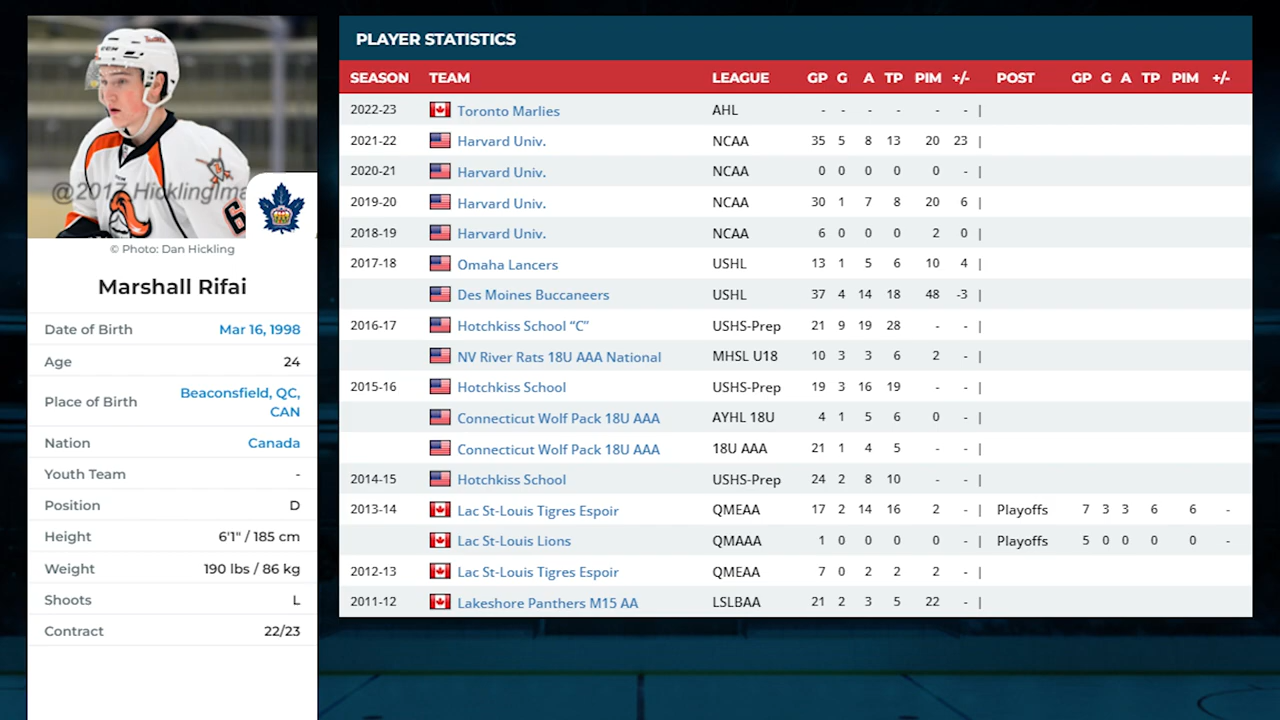 @2017 HicklingIma
6
© Photo: Dan Hickling
Marshall Rifai
Date of Birth Mar 16, 1998
Age 24
Place of Birth Beaconsfield, QC,
CAN
Nation Canada
Youth Team -
Position D
Height 6'1" / 185 cm
Weight 190 lbs / 86 kg
Shoots L
Contract 22/23
PLAYER STATISTICS
SEASON TEAM LEAGUE GP G A TP PIM +/- POST GP G A TP PIM +/-
2022-23 Toronto Marlies AHL - - - - - - |
2021-22 Harvard Univ. NCAA 35 5 8 13 20 23 |
2020-21 Harvard Univ. NCAA 0 0 0 0 0 - |
2019-20 Harvard Univ. NCAA 30 1 7 8 20 6 |
2018-19 Harvard Univ. NCAA 6 0 0 0 2 0 |
2017-18 Omaha Lancers USHL 13 1 5 6 10 4 |
Des Moines Buccaneers USHL 37 4 14 18 48 -3 |
2016-17 Hotchkiss School “C” USHS-Prep 21 9 19 28 - - |
NV River Rats 18U AAA National MHSL U18 10 3 3 6 2 - |
2015-16 Hotchkiss School USHS-Prep 19 3 16 19 - - |
Connecticut Wolf Pack 18U AAA AYHL 18U 4 1 5 6 0 - |
Connecticut Wolf Pack 18U AAA 18U AAA 21 1 4 5 - - |
2014-15 Hotchkiss School USHS-Prep 24 2 8 10 - - |
2013-14 Lac St-Louis Tigres Espoir QMEAA 17 2 14 16 2 - | Playoffs 7 3 3 6 6 -
Lac St-Louis Lions QMAAA 1 0 0 0 0 - | Playoffs 5 0 0 0 0 -
2012-13 Lac St-Louis Tigres Espoir QMEAA 7 0 2 2 2 - |
2011-12 Lakeshore Panthers M15 AA LSLBAA 21 2 3 5 22 - |